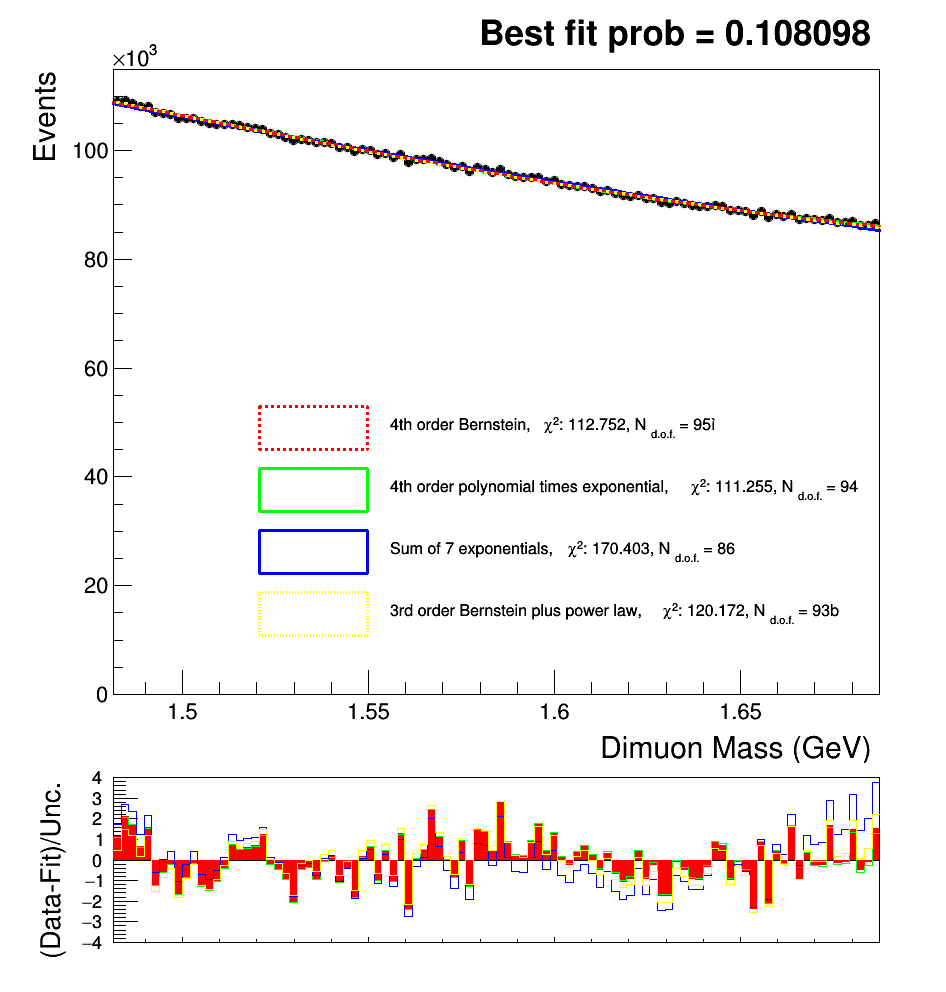 Best fit prob = 0.108098
×10³
Events
100
80
60
40
20
0
4th order Bernstein, χ²: 112.752, N d.o.f. = 95ì
4th order polynomial times exponential, χ²: 111.255, N d.o.f. = 94
Sum of 7 exponentials, χ²: 170.403, N d.o.f. = 86
3rd order Bernstein plus power law, χ²: 120.172, N d.o.f. = 93b
1.5 1.55 1.6 1.65
Dimuon Mass (GeV)
(Data-Fit)/Unc.
4
3
2
1
0
−1
−2
−3
−4